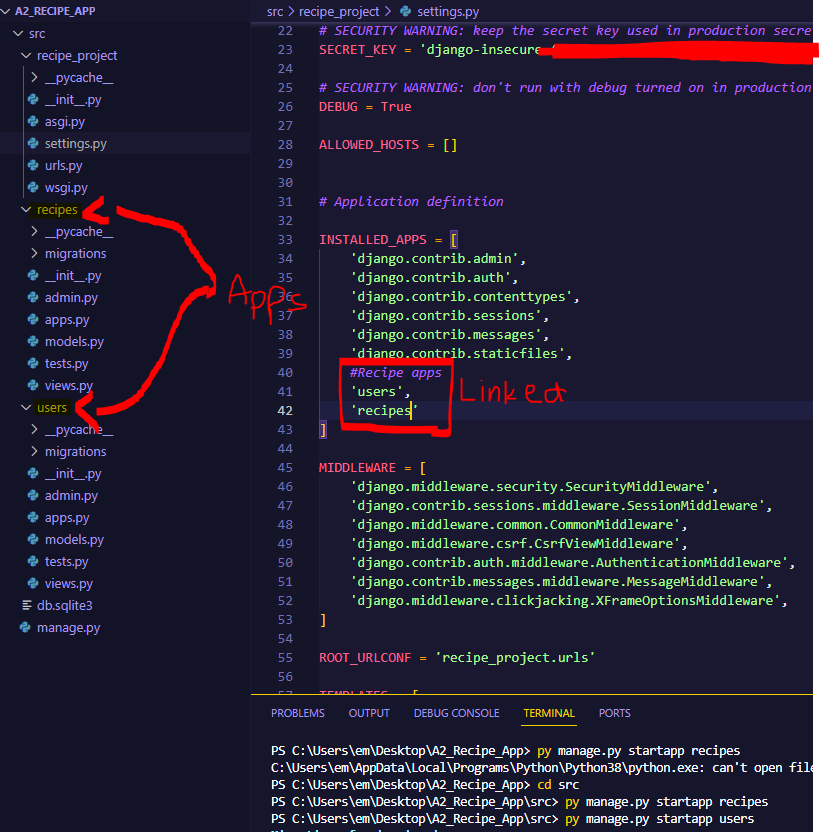 A2_RECIPE_APP
src
recipe_project
__pycache__
__init__.py
asgi.py
settings.py
urls.py
wsgi.py
recipes
__pycache__
migrations
__init__.py
admin.py
apps.py
models.py
tests.py
views.py
users
__pycache__
migrations
__init__.py
admin.py
apps.py
models.py
tests.py
views.py
db.sqlite3
manage.py
Apps
src > recipe_project > settings.py
22 # SECURITY WARNING: keep the secret key used in production secre
23 SECRET_KEY = 'django-insecure
24
25 # SECURITY WARNING: don't run with debug turned on in production
26 DEBUG = True
27
28 ALLOWED_HOSTS = []
29
30
31 # Application definition
32
33 INSTALLED_APPS = [
34 'django.contrib.admin',
35 'django.contrib.auth',
36 'django.contrib.contenttypes',
37 'django.contrib.sessions',
38 'django.contrib.messages',
39 'django.contrib.staticfiles',
40 #Recipe apps
41 'users',
42 'recipes'
43 ]
Linked
44
45 MIDDLEWARE = [
46 'django.middleware.security.SecurityMiddleware',
47 'django.contrib.sessions.middleware.SessionMiddleware',
48 'django.middleware.common.CommonMiddleware',
49 'django.middleware.csrf.CsrfViewMiddleware',
50 'django.contrib.auth.middleware.AuthenticationMiddleware',
51 'django.contrib.messages.middleware.MessageMiddleware',
52 'django.middleware.clickjacking.XFrameOptionsMiddleware',
53 ]
54
55 ROOT_URLCONF = 'recipe_project.urls'
56
57 TEMPLATES = [
PROBLEMS OUTPUT DEBUG CONSOLE TERMINAL PORTS
PS C:\Users\em\Desktop\A2_Recipe_App> py manage.py startapp recipes
C:\Users\em\AppData\Local\Programs\Python\Python38\python.exe: can't open file
PS C:\Users\em\Desktop\A2_Recipe_App> cd src
PS C:\Users\em\Desktop\A2_Recipe_App\src> py manage.py startapp recipes
PS C:\Users\em\Desktop\A2_Recipe_App\src> py manage.py startapp users